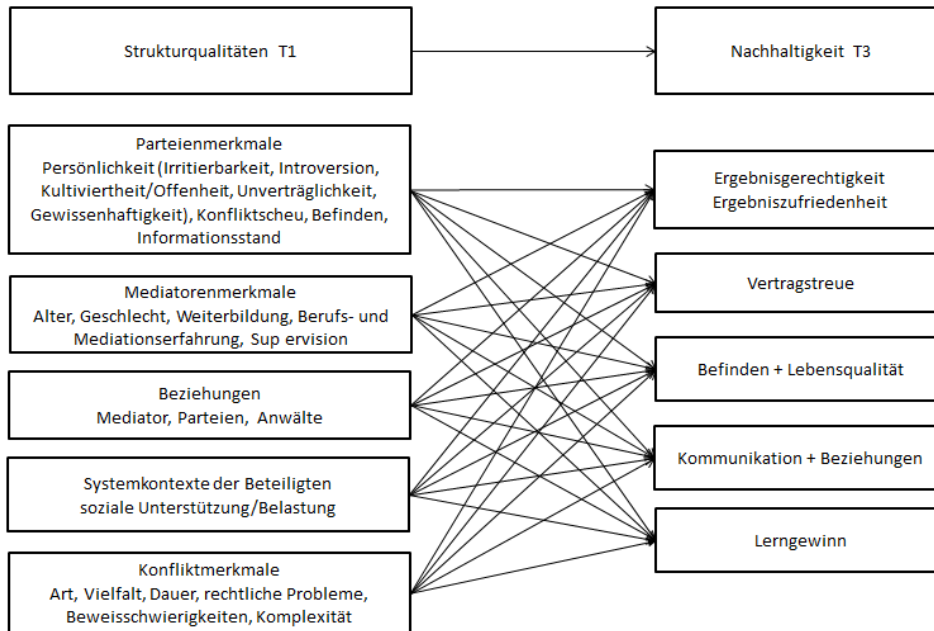 Strukturqualitäten T1
Nachhaltigkeit T3
Parteienmerkmale
Persönlichkeit (Irritierbarkeit, Introversion,
Kultiviertheit/Offenheit, Unverträglichkeit,
Gewissenhaftigkeit), Konfliktscheu, Befinden,
Informationsstand
Mediatorenmerkmale
Alter, Geschlecht, Weiterbildung, Berufs- und
Mediationserfahrung, Sup ervision
Beziehungen
Mediator, Parteien, Anwälte
Systemkontexte der Beteiligten
soziale Unterstützung/Belastung
Konfliktmerkmale
Art, Vielfalt, Dauer, rechtliche Probleme,
Beweisschwierigkeiten, Komplexität
Ergebnisgerechtigkeit
Ergebniszufriedenheit
Vertragstreue
Befinden + Lebensqualität
Kommunikation + Beziehungen
Lerngewinn